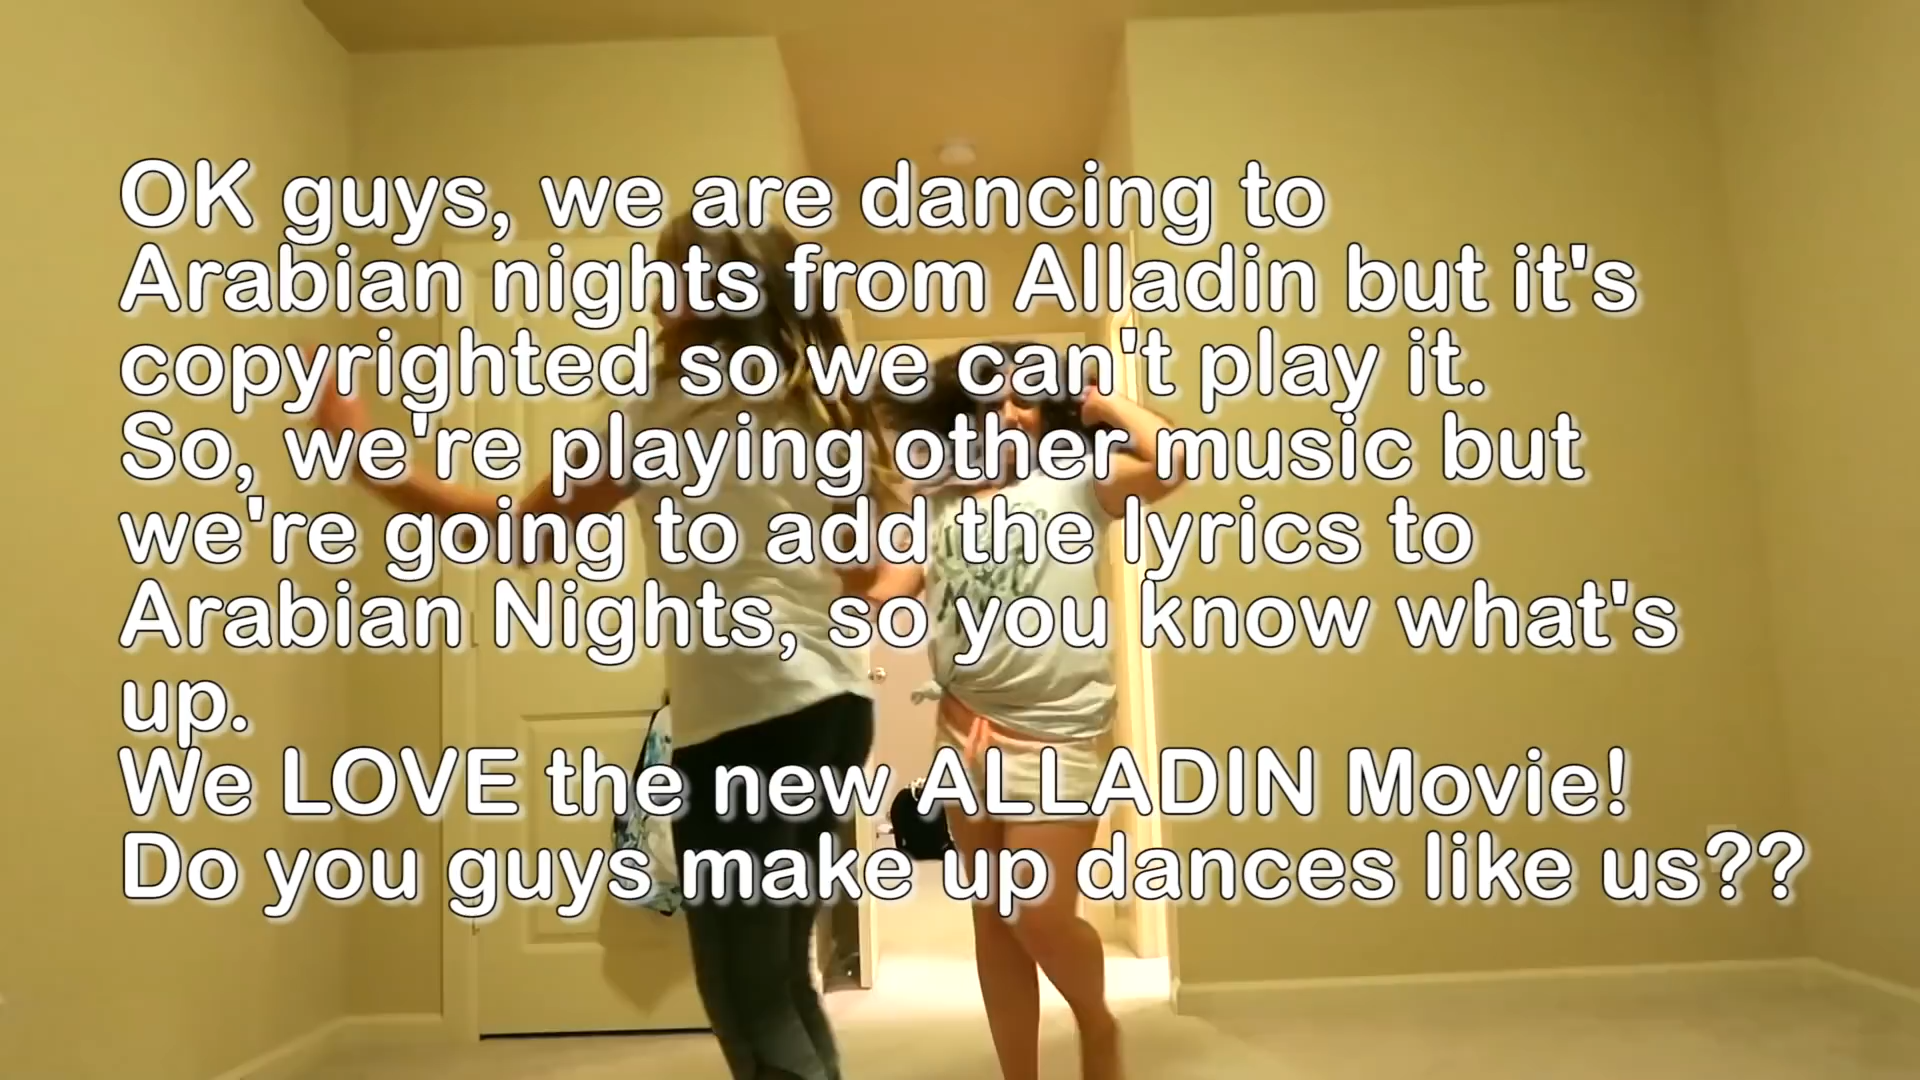 OK guys, we are dancing to
Arabian nights from Alladin but it's
copyrighted so we can't play it.
So, we're playing other music but
we're going to add the lyrics to
Arabian Nights, so you know what's
up.
We LOVE the new ALLADIN Movie!
Do you guys make up dances like us??